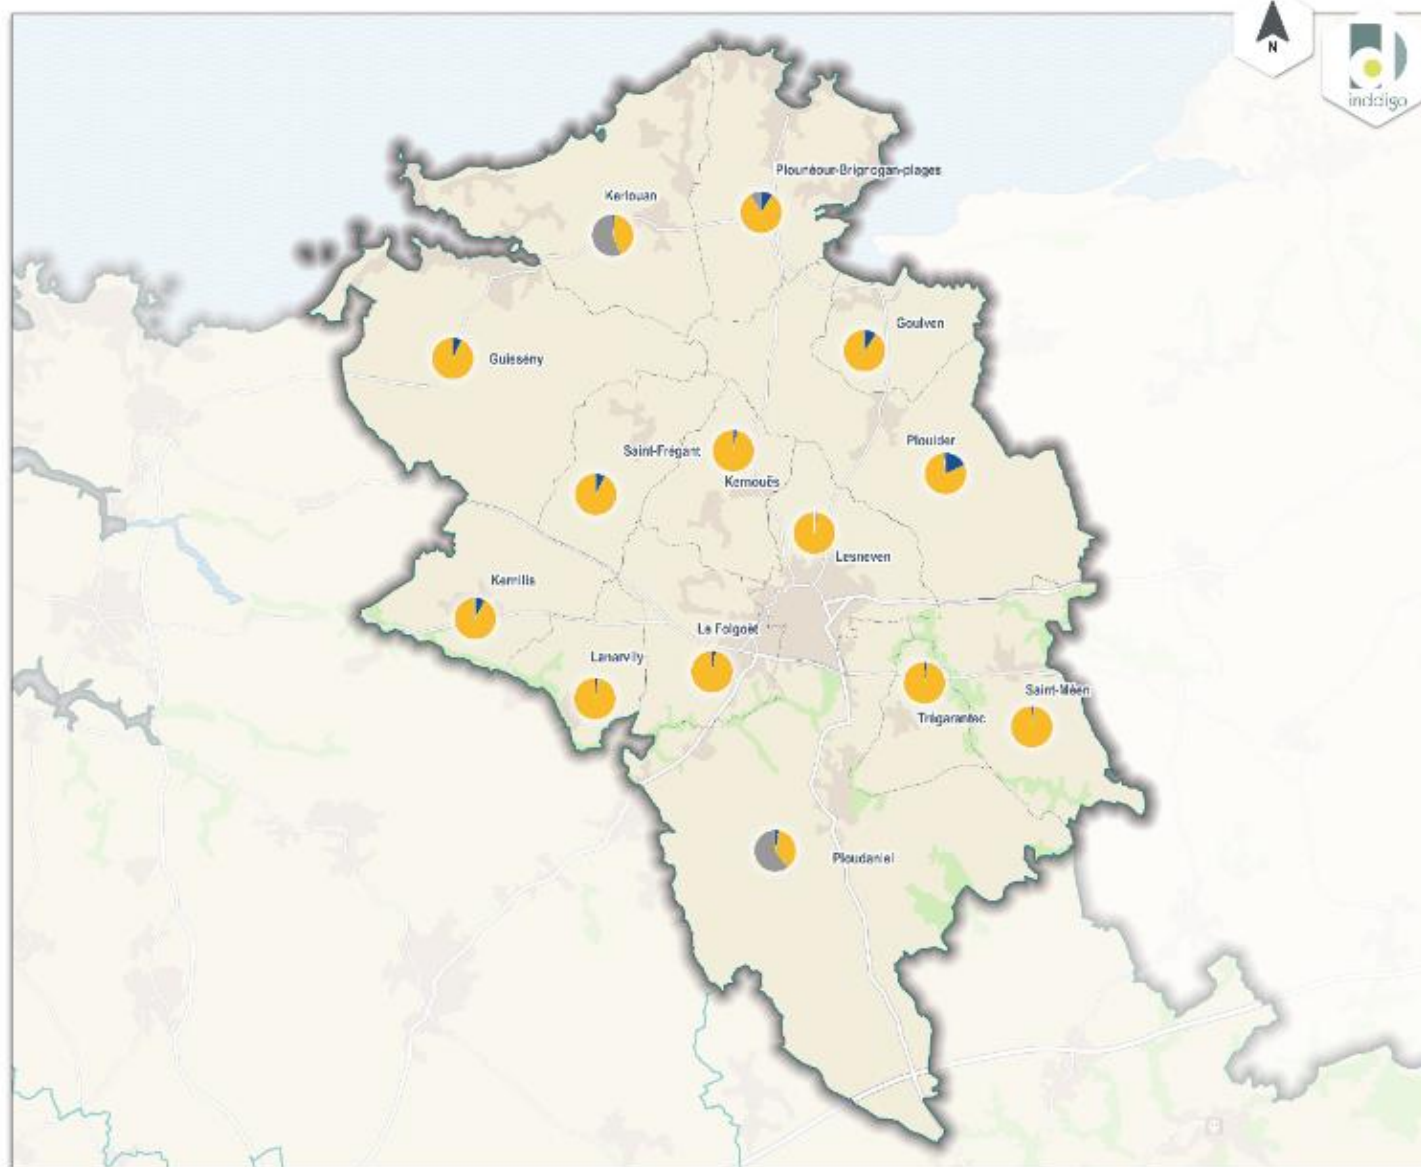 N
inddigo
Plounéour-Brignogan-plages
Kerlouan
Goulven
Guissény
Plouider
Saint-Frégant
Kernouës
Lesneven
Kernilis
Le Folgoët
Lanarvily
Saint-Méen
Trégarantec
Ploudaniel